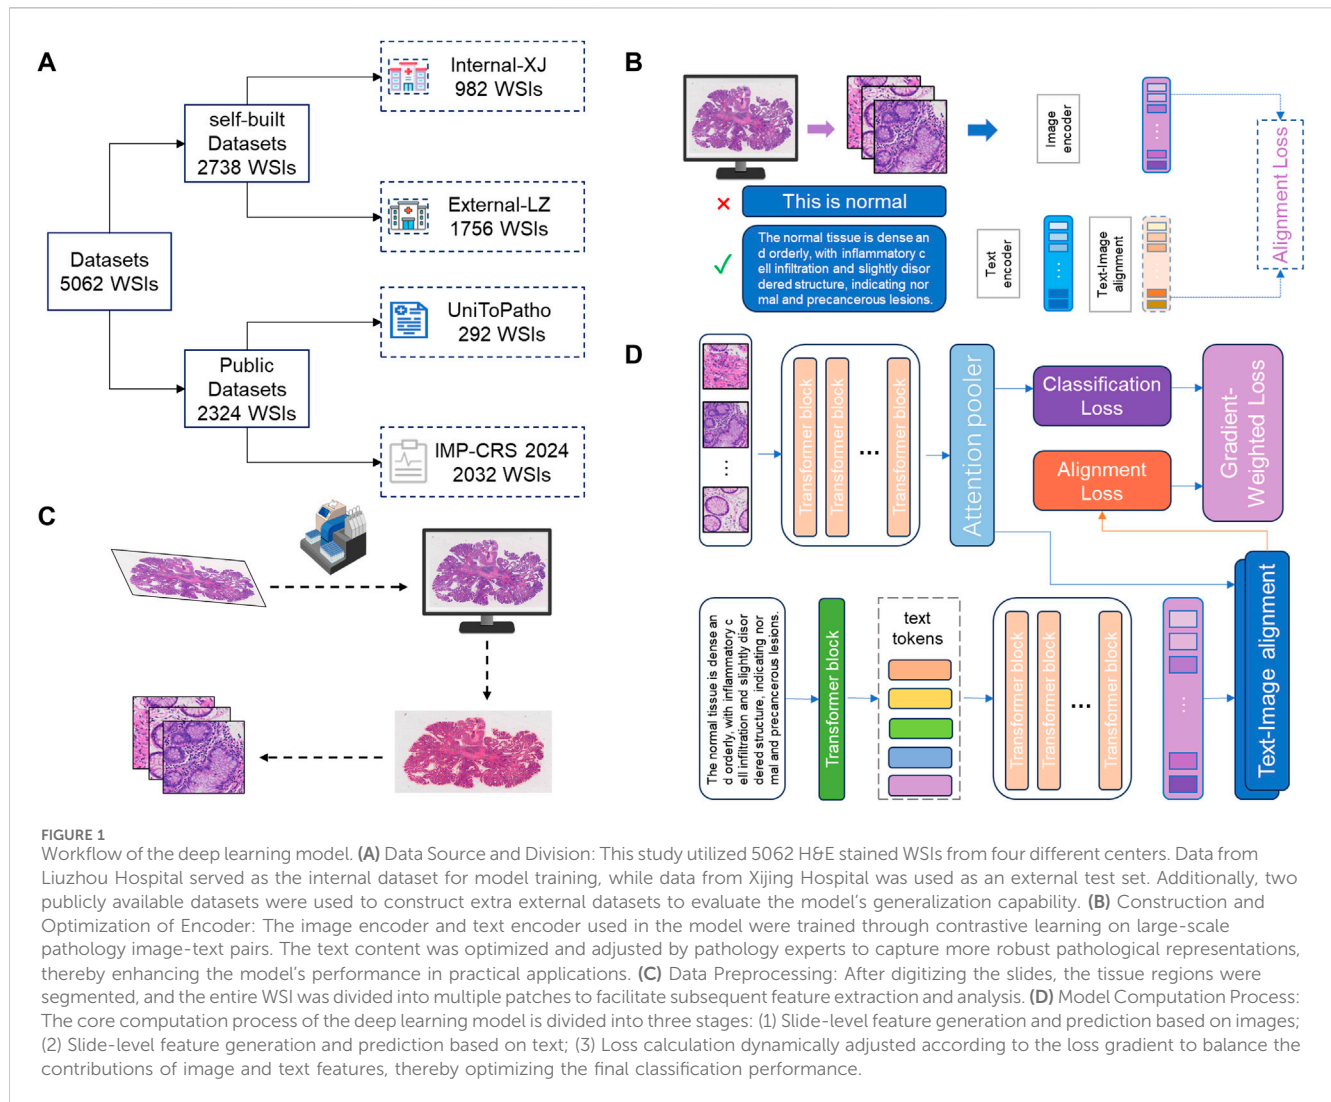 A
Datasets
5062 WSIs
self-built
Datasets
2738 WSIs
Public
Datasets
2324 WSIs
Internal-XJ
982 WSIs
External-LZ
1756 WSIs
UniToPatho
292 WSIs
IMP-CRS 2024
2032 WSIs
B
This is normal
The normal tissue is dense an
d orderly, with inflammatory c
ell infiltration and slightly disor
dered structure, indicating nor
mal and precancerous lesions.
Image
encoder
Text
encoder
Text-Image
alignment
Alignment Loss
C
D
Transformer block
Transformer block
...
Transformer block
Attention pooler
Classification
Loss
Alignment
Loss
Gradient-
Weighted Loss
The normal tissue is dense an
d orderly, with inflammatory c
ell infiltration and slightly disor
dered structure, indicating nor
mal and precancerous lesions.
Transformer block
text
tokens
Transformer block
Transformer block
...
Transformer block
Text-Image alignment
FIGURE 1
Workflow of the deep learning model. (A) Data Source and Division: This study utilized 5062 H&E stained WSIs from four different centers. Data from
Liuzhou Hospital served as the internal dataset for model training, while data from Xijing Hospital was used as an external test set. Additionally, two
publicly available datasets were used to construct extra external datasets to evaluate the model's generalization capability. (B) Construction and
Optimization of Encoder: The image encoder and text encoder used in the model were trained through contrastive learning on large-scale
pathology image-text pairs. The text content was optimized and adjusted by pathology experts to capture more robust pathological representations,
thereby enhancing the model's performance in practical applications. (C) Data Preprocessing: After digitizing the slides, the tissue regions were
segmented, and the entire WSI was divided into multiple patches to facilitate subsequent feature extraction and analysis. (D) Model Computation Process:
The core computation process of the deep learning model is divided into three stages: (1) Slide-level feature generation and prediction based on images;
(2) Slide-level feature generation and prediction based on text; (3) Loss calculation dynamically adjusted according to the loss gradient to balance the
contributions of image and text features, thereby optimizing the final classification performance.